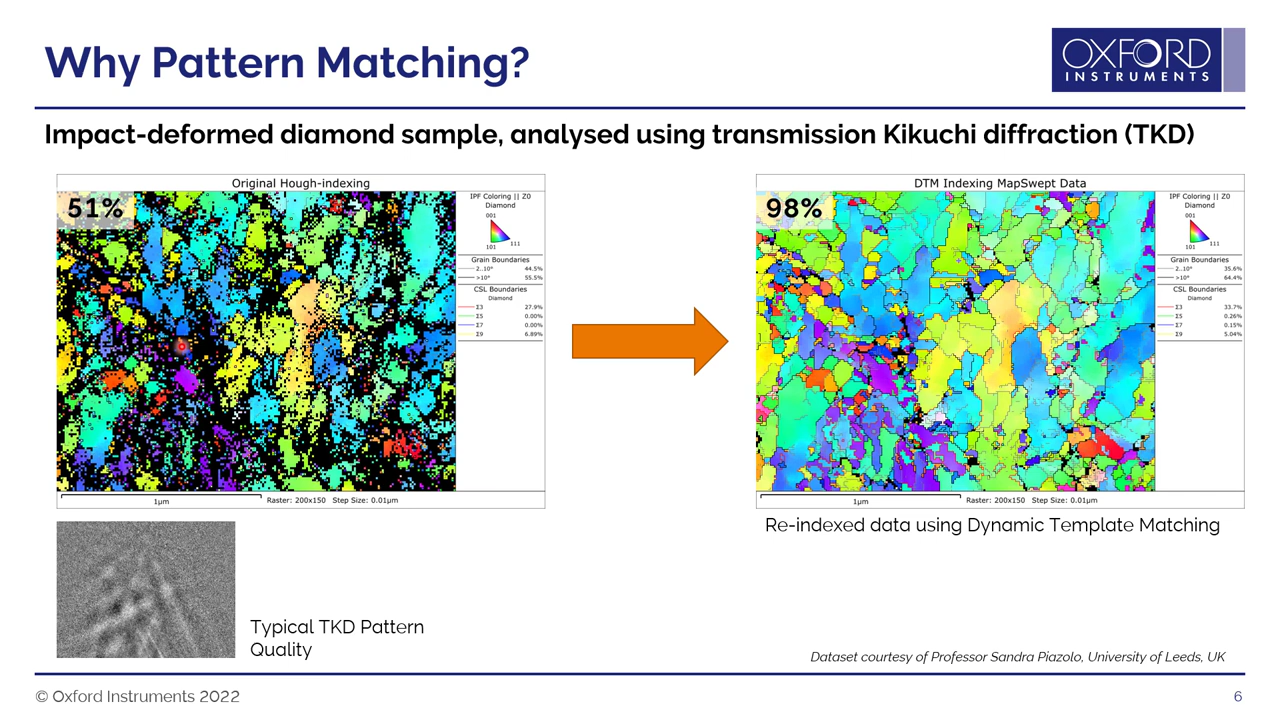 Why Pattern Matching?
OXFORD
INSTRUMENTS
Impact-deformed diamond sample, analysed using transmission Kikuchi diffraction (TKD)
Original Hough-indexing
51%
IPF Coloring || Z0
Diamond
001
101 111
Grain Boundaries
2..10° 44.5%
>10° 55.5%
CSL Boundaries
Diamond
Σ3 27.9%
Σ5 0.00%
Σ7 0.00%
Σ9 6.89%
1µm Raster: 200x150 Step Size: 0.01µm
DTM Indexing MapSwept Data
98%
IPF Coloring || Z0
Diamond
001
101 111
Grain Boundaries
2..10° 35.6%
>10° 64.4%
CSL Boundaries
Diamond
Σ3 33.7%
Σ5 0.26%
Σ7 0.15%
Σ9 5.04%
1µm Raster: 200x150 Step Size: 0.01µm
Re-indexed data using Dynamic Template Matching
Typical TKD Pattern
Quality
Dataset courtesy of Professor Sandra Piazolo, University of Leeds, UK
© Oxford Instruments 2022
6